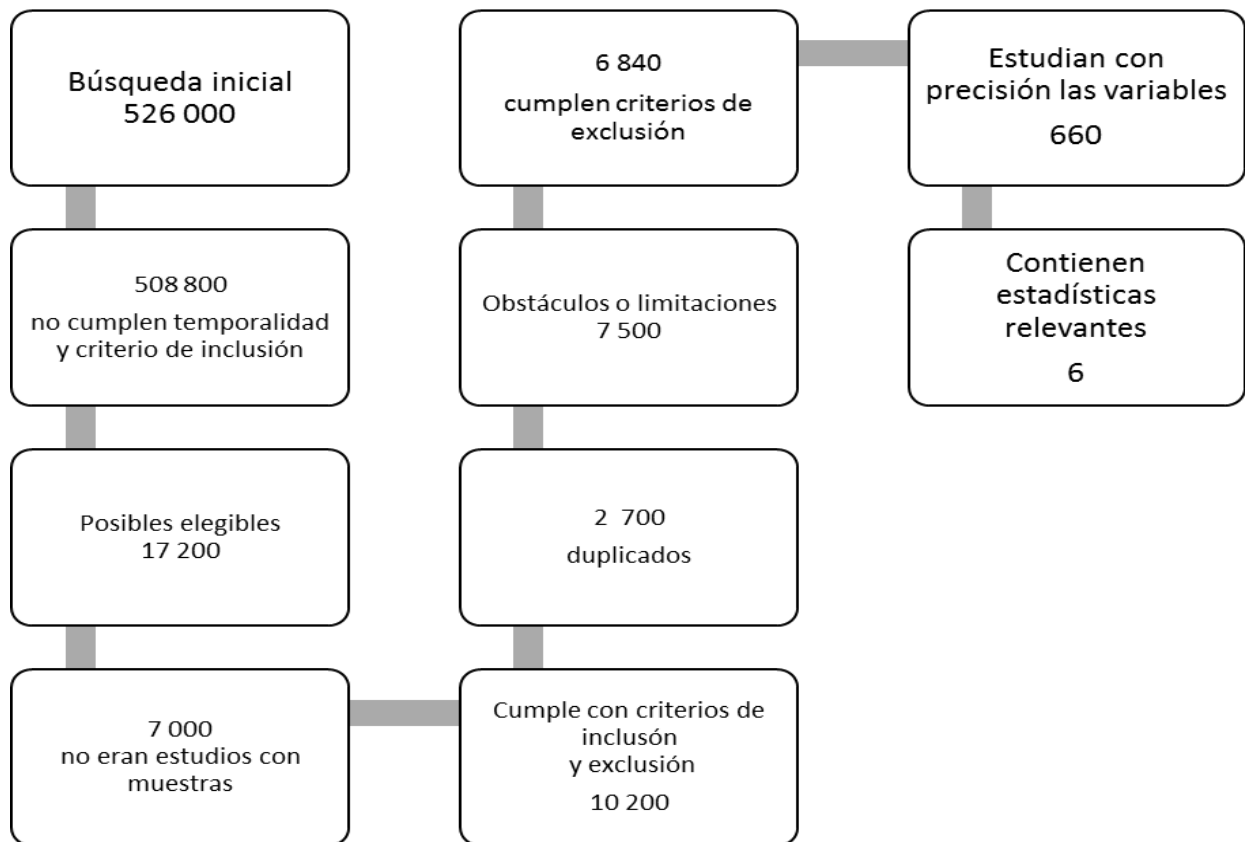 Búsqueda inicial
526 000
508 800
no cumplen temporalidad
y criterio de inclusión
Posibles elegibles
17 200
7 000
no eran estudios con
muestras
Cumple con criterios de
inclusón
y exclusión
10 200
2  700
duplicados
Obstáculos o limitaciones
7 500
6 840
cumplen criterios de
exclusión
Estudian con
precisión las variables
660
Contienen
estadísticas
relevantes
6